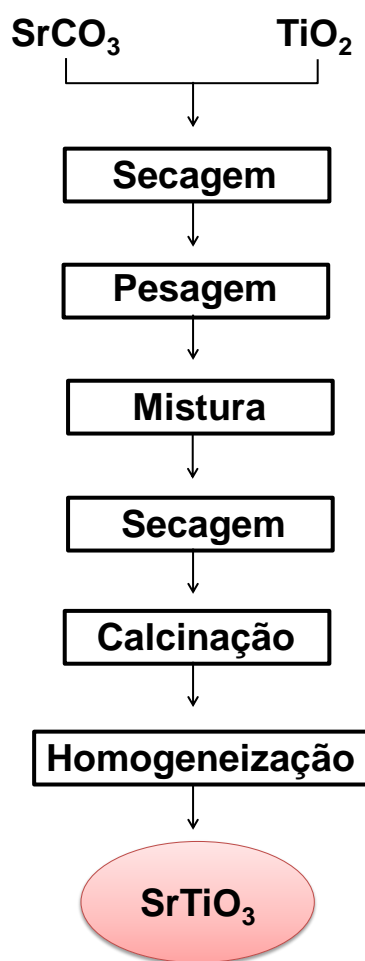 SrCO₃ TiO₂
Secagem
Pesagem
Mistura
Secagem
Calcinação
Homogeneização
SrTiO₃